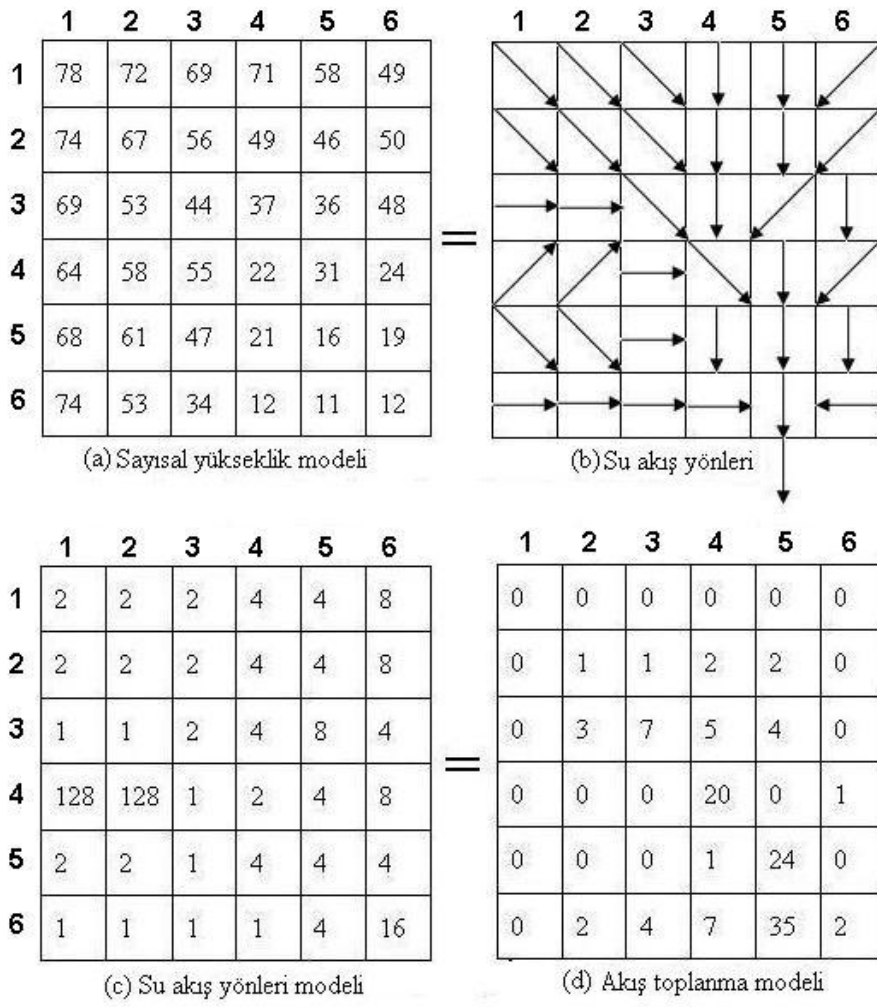 1 2 3 4 5 6 1 2 3 4 5 6
1 78 72 69 71 58 49
2 74 67 56 49 46 50
3 69 53 44 37 36 48
=
4 64 58 55 22 31 24
5 68 61 47 21 16 19
6 74 53 34 12 11 12
(a) Sayısal yükseklik modeli
(b) Su akış yönleri
1 2 3 4 5 6
1 2 2 2 4 4 8
2 2 2 2 4 4 8
3 1 1 2 4 8 4
4 128 128 1 2 4 8
5 2 2 1 4 4 4
6 1 1 1 1 4 16
(c) Su akış yönleri modeli
=
1 2 3 4 5 6
0 0 0 0 0 0
0 1 1 2 2 0
0 3 7 5 4 0
0 0 0 20 0 1
0 0 0 1 24 0
0 2 4 7 35 2
(d) Akış toplanma modeli